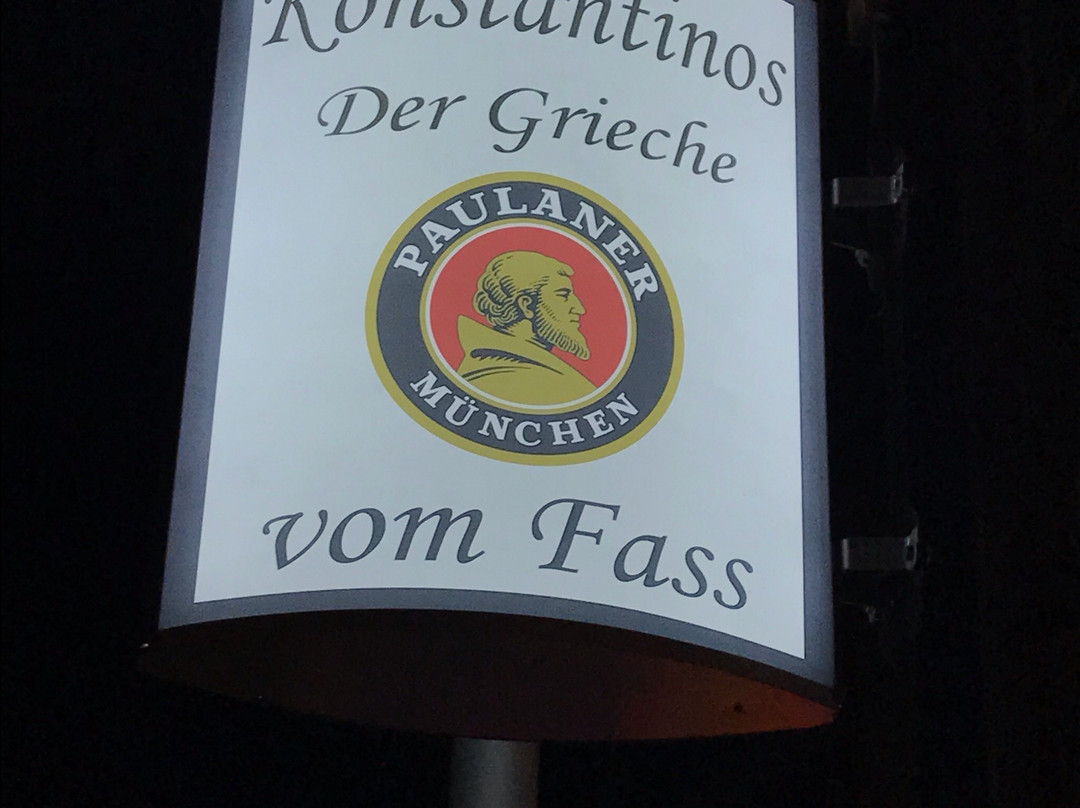 Konstantinos
Der Grieche
PAULANER
MÜNCHEN
vom Fass